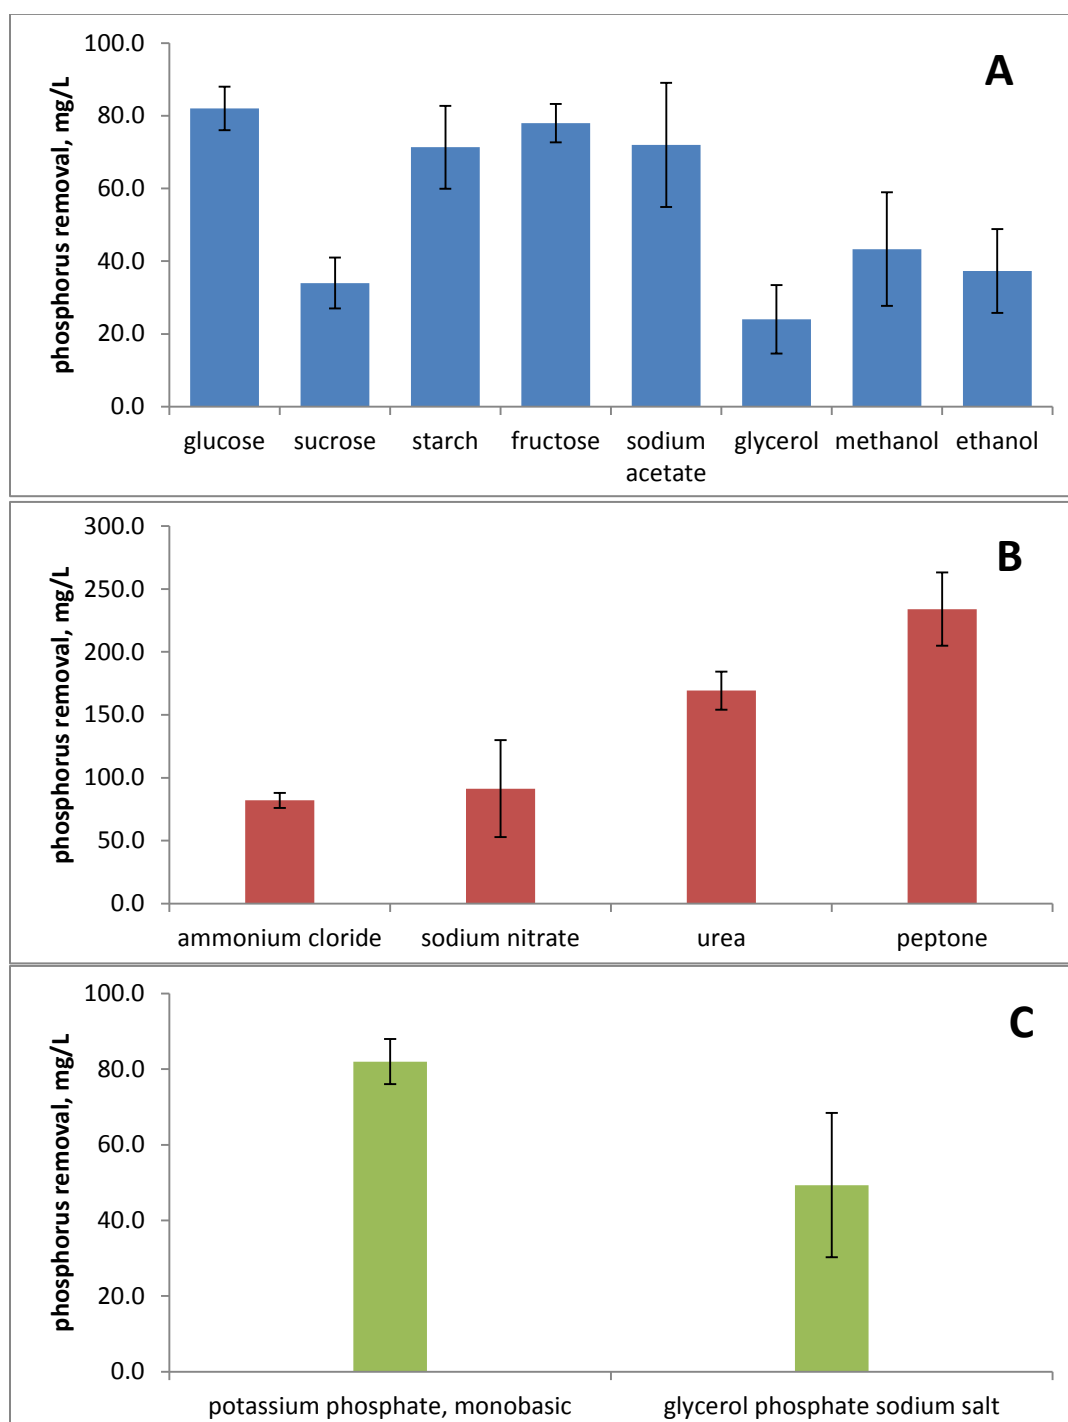 A
phosphorus removal, mg/L
100.0
80.0
60.0
40.0
20.0
0.0
glucose sucrose starch fructose sodium acetate glycerol methanol ethanol
B
phosphorus removal, mg/L
300.0
250.0
200.0
150.0
100.0
50.0
0.0
ammonium cloride sodium nitrate urea peptone
C
phosphorus removal, mg/L
100.0
80.0
60.0
40.0
20.0
0.0
potassium phosphate, monobasic glycerol phosphate sodium salt